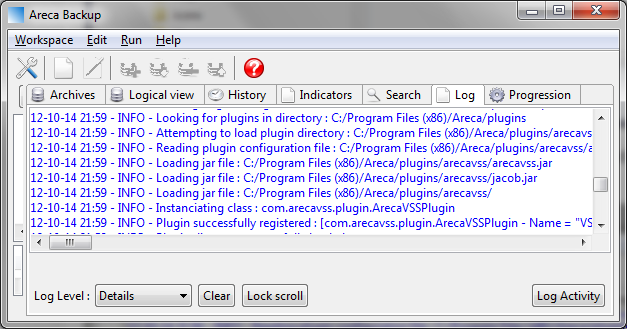 Areca Backup
Workspace Edit Run Help
Archives Logical view History Indicators Search Log Progression
12-10-14 21:59 - INFO - Looking for plugins in directory : C:/Program Files (x86)/Areca/plugins
12-10-14 21:59 - INFO - Attempting to load plugin directory : C:/Program Files (x86)/Areca/plugins/arecavs
12-10-14 21:59 - INFO - Reading plugin configuration file : C:/Program Files (x86)/Areca/plugins/arecavss/a
12-10-14 21:59 - INFO - Loading jar file : C:/Program Files (x86)/Areca/plugins/arecavss/arecavss.jar
12-10-14 21:59 - INFO - Loading jar file : C:/Program Files (x86)/Areca/plugins/arecavss/jacob.jar
12-10-14 21:59 - INFO - Loading jar file : C:/Program Files (x86)/Areca/plugins/arecavss/
12-10-14 21:59 - INFO - Instanciating class : com.arecavss.plugin.ArecaVSSPlugin
12-10-14 21:59 - INFO - Plugin successfully registered : [com.arecavss.plugin.ArecaVSSPlugin - Name = "VS
Log Level : Details Clear Lock scroll Log Activity